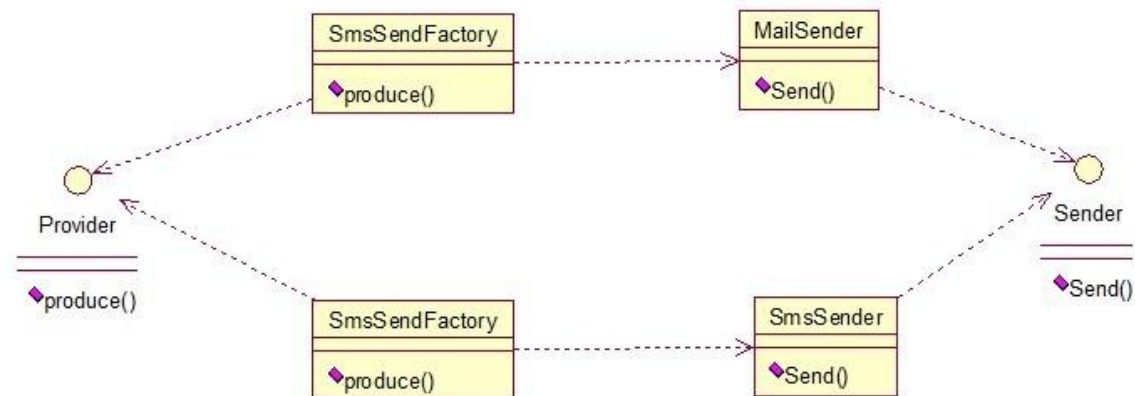 SmsSendFactory
produce()
MailSender
Send()
Provider
produce()
Sender
Send()
SmsSendFactory
produce()
SmsSender
Send()